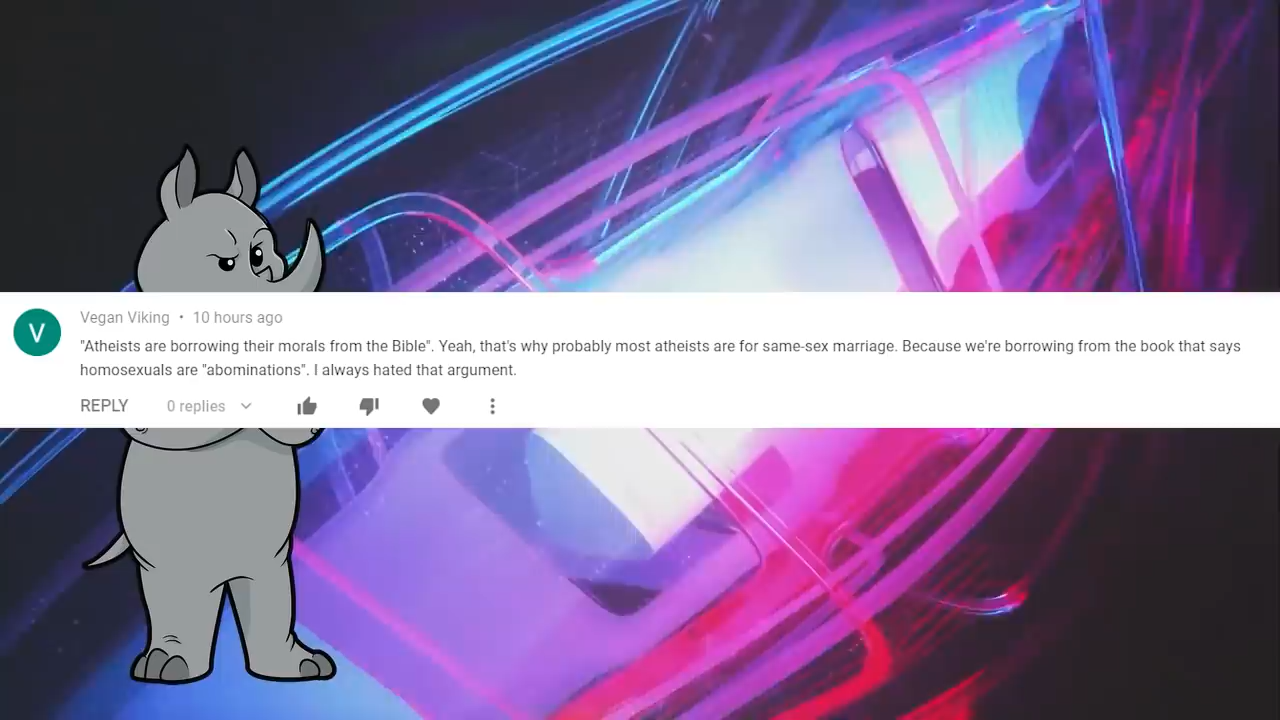 V
Vegan Viking • 10 hours ago
"Atheists are borrowing their morals from the Bible". Yeah, that's why probably most atheists are for same-sex marriage. Because we're borrowing from the book that says
homosexuals are "abominations". I always hated that argument.
REPLY 0 replies